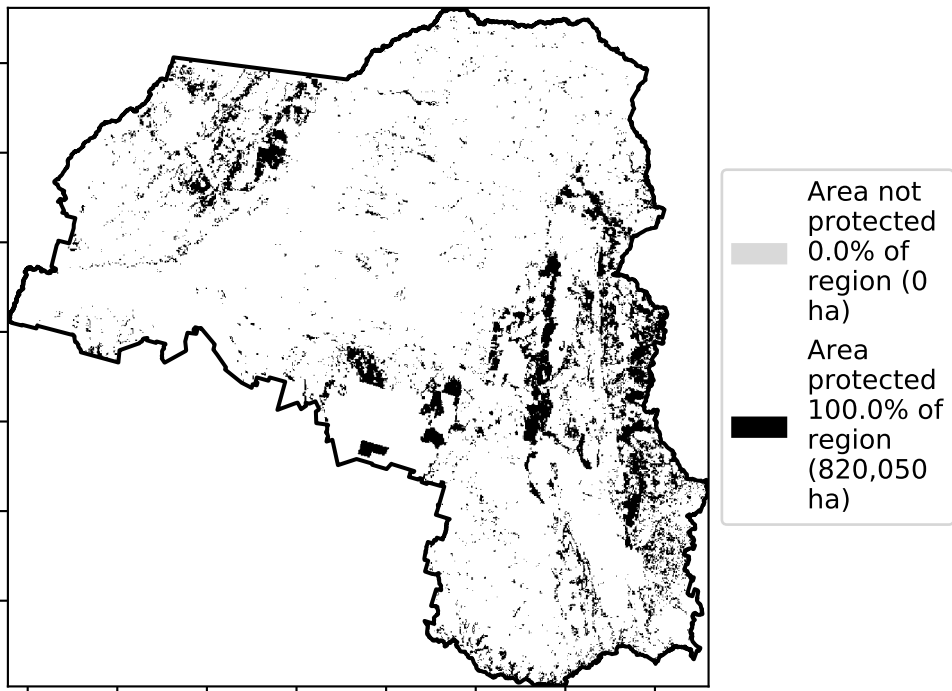 Area not
protected
0.0% of
region (0
ha)
Area
protected
100.0% of
region
(820,050
ha)